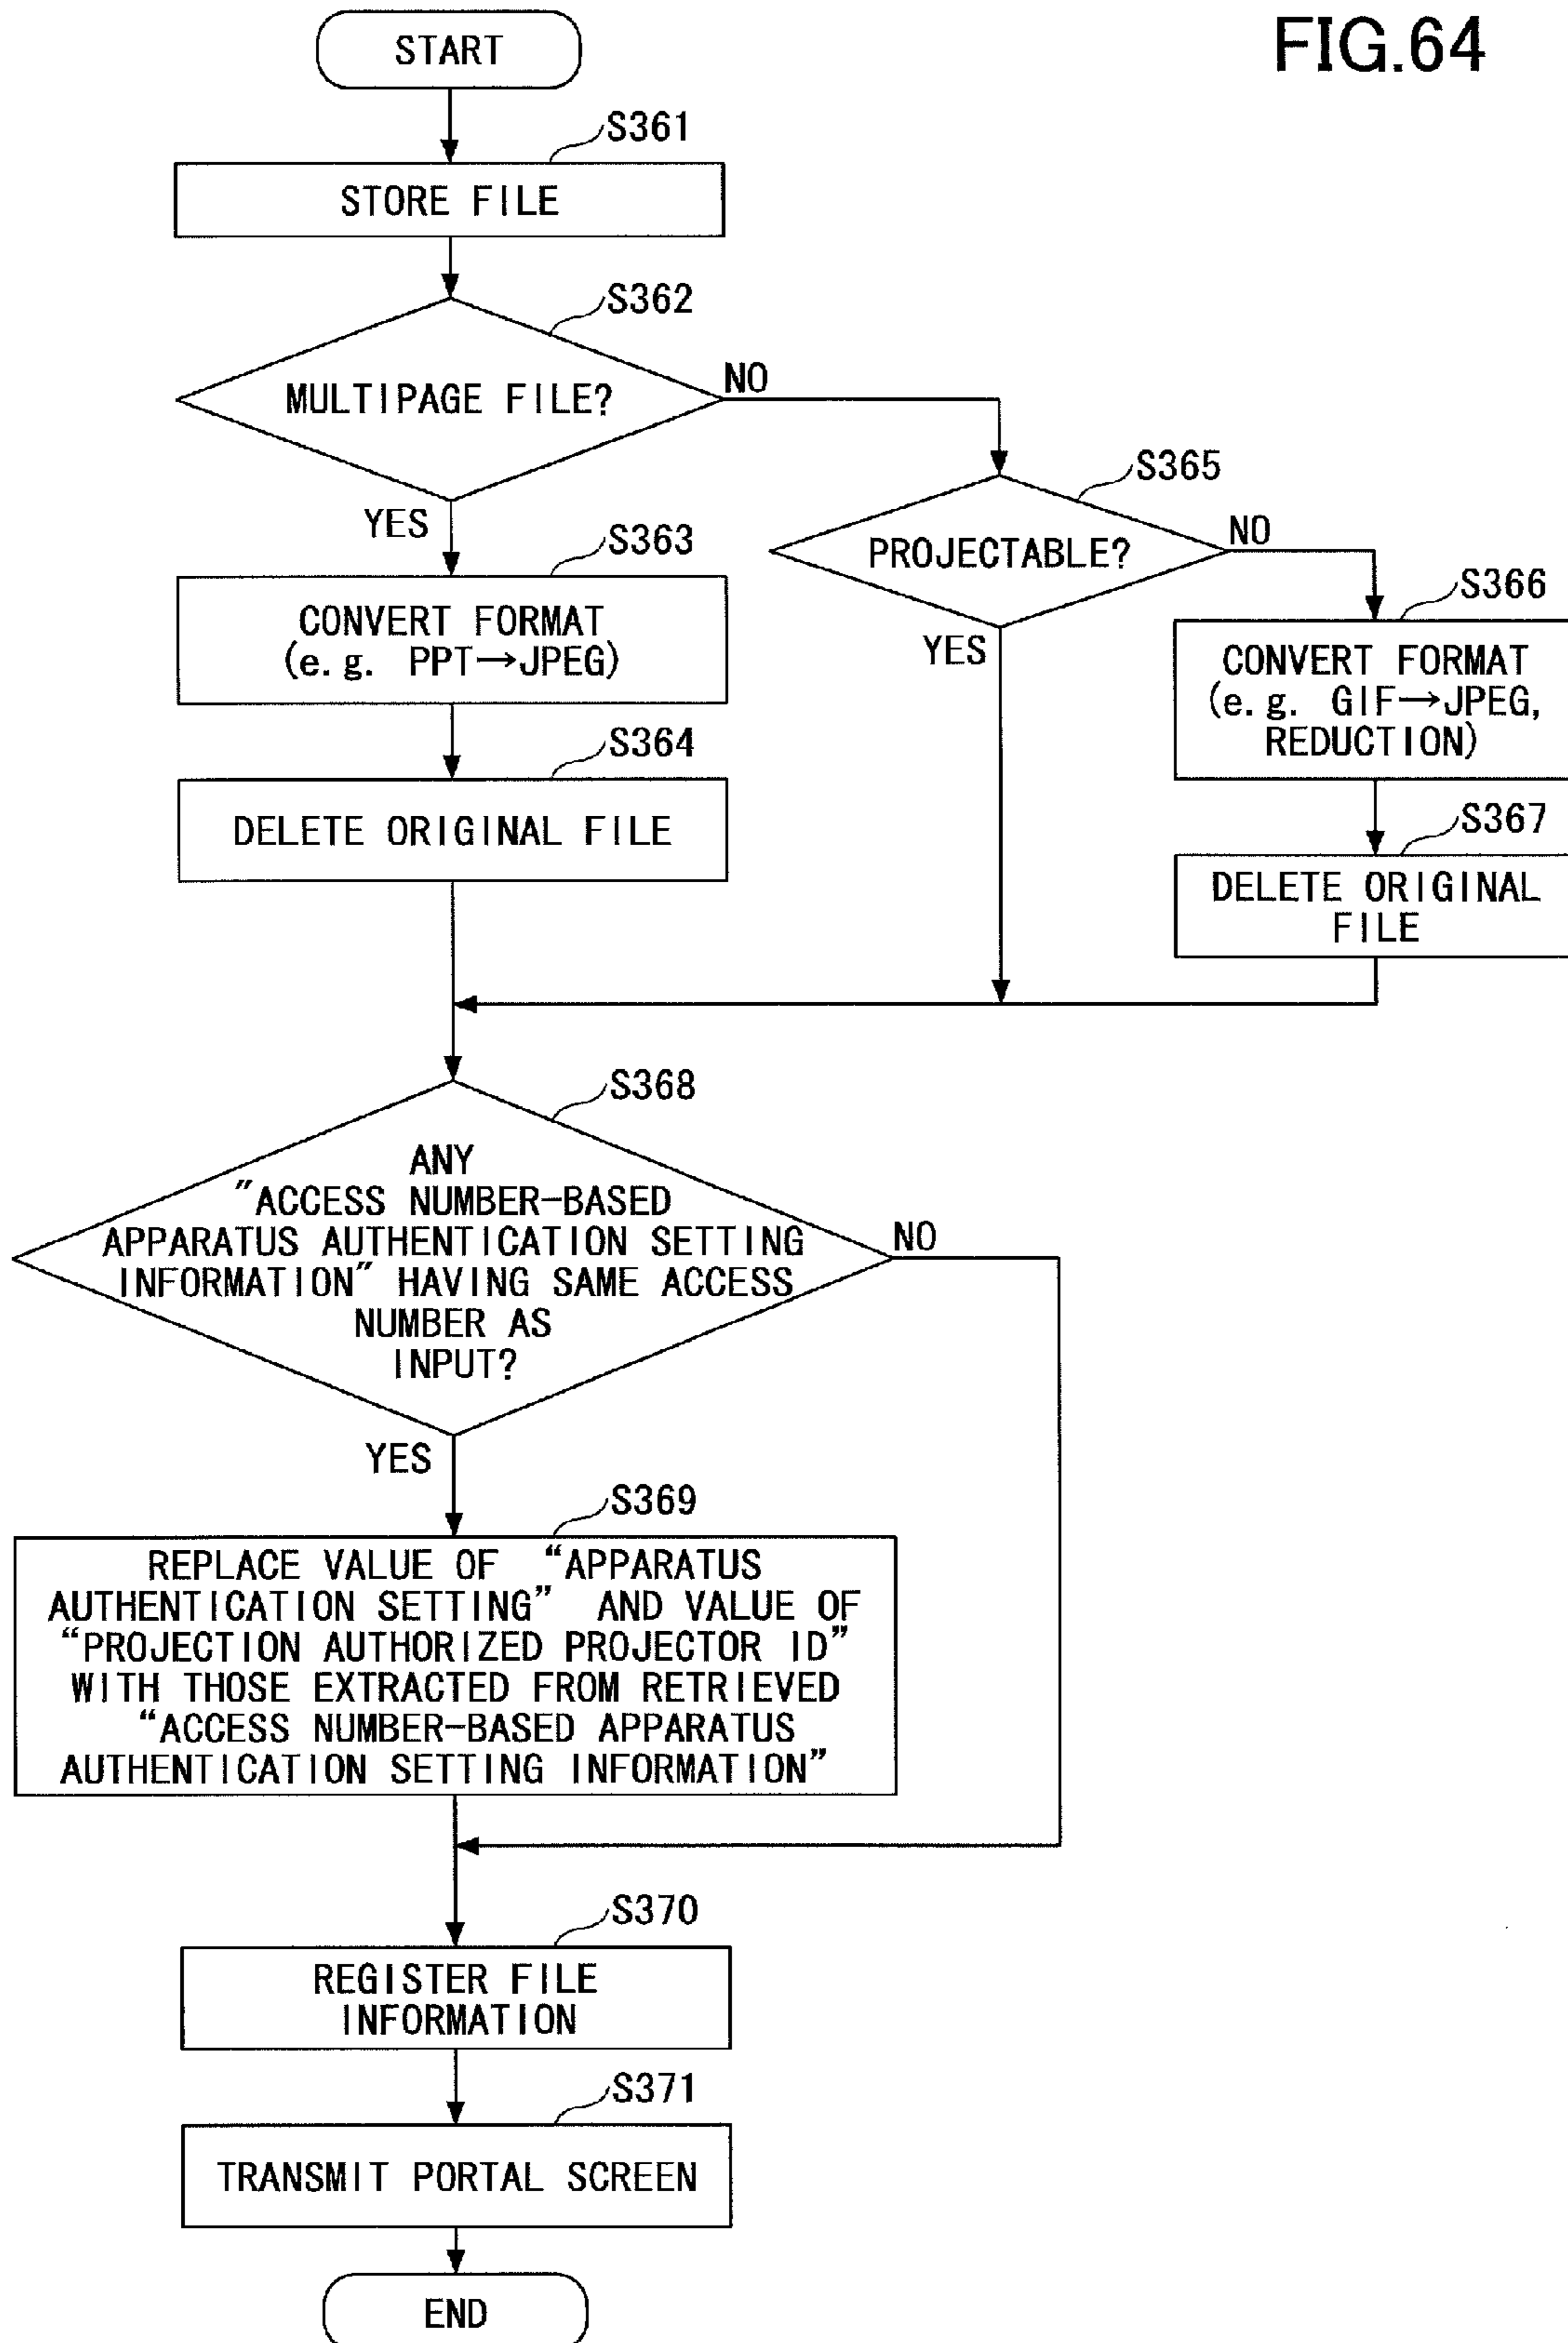 FIG.64
START
S361
STORE FILE
S362
MULTIPAGE FILE?
NO
YES
S363
CONVERT FORMAT
(e.g. PPT→JPEG)
S364
DELETE ORIGINAL FILE
S365
PROJECTABLE?
NO
YES
S366
CONVERT FORMAT
(e.g. GIF→JPEG,
REDUCTION)
S367
DELETE ORIGINAL
FILE
S368
ANY
"ACCESS NUMBER-BASED
APPARATUS AUTHENTICATION SETTING
INFORMATION" HAVING SAME ACCESS
NUMBER AS
INPUT?
NO
YES
S369
REPLACE VALUE OF “APPARATUS
AUTHENTICATION SETTING” AND VALUE OF
“PROJECTION AUTHORIZED PROJECTOR ID”
WITH THOSE EXTRACTED FROM RETRIEVED
“ACCESS NUMBER-BASED APPARATUS
AUTHENTICATION SETTING INFORMATION”
S370
REGISTER FILE
INFORMATION
S371
TRANSMIT PORTAL SCREEN
END